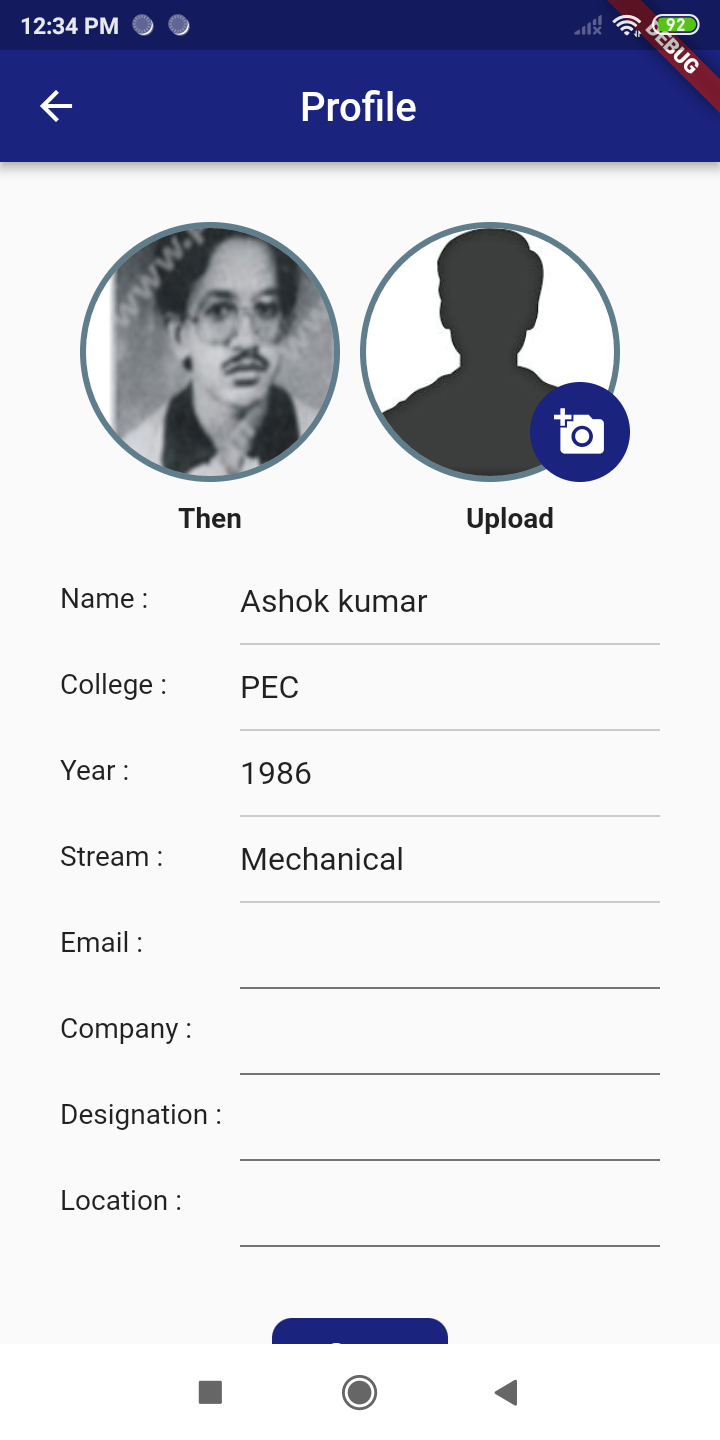 12:34 PM
92
DEBUG
Profile
www.
Then
Upload
Name :
Ashok kumar
College :
PEC
Year :
1986
Stream :
Mechanical
Email :
Company :
Designation :
Location :